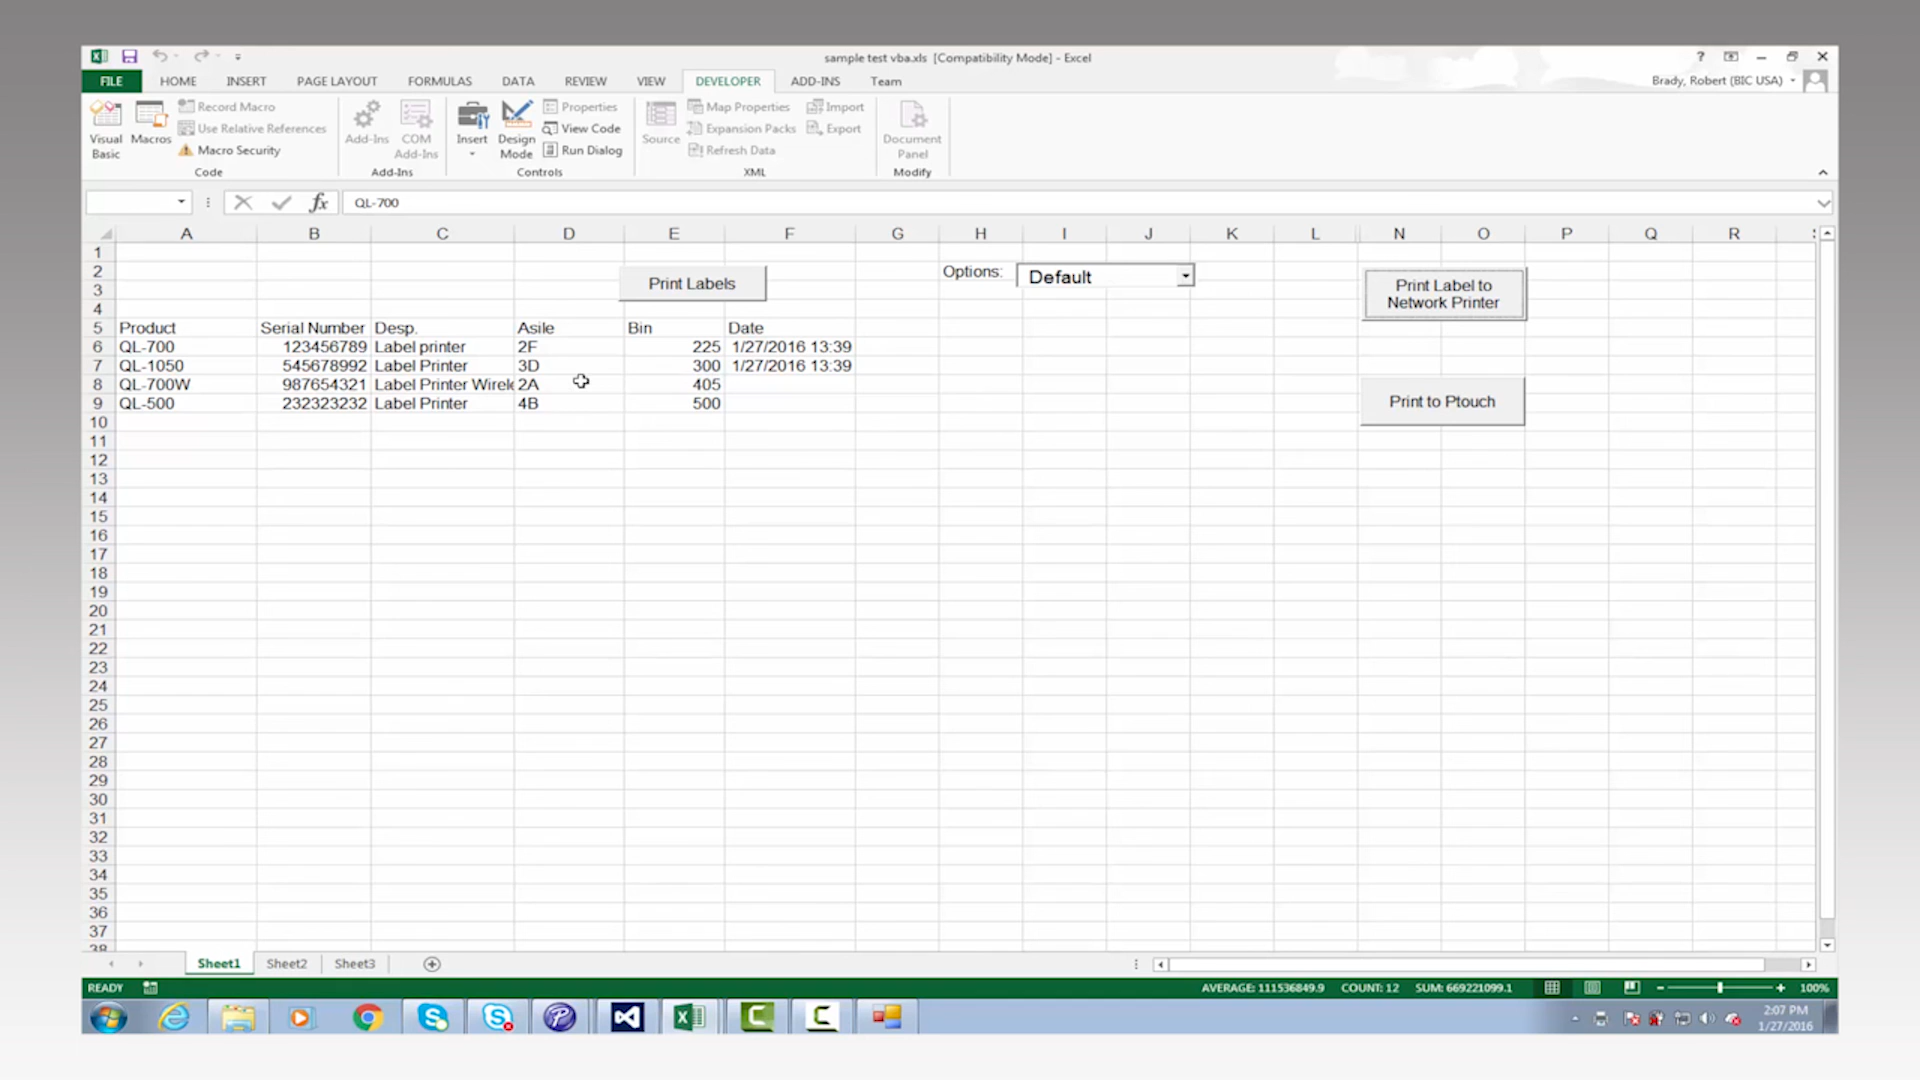 sample test vba.xls [Compatibility Mode] - Excel
?
FILE HOME INSERT PAGE LAYOUT FORMULAS DATA REVIEW VIEW DEVELOPER ADD-INS Team
Brady, Robert (BIC USA)
Visual Basic
Macros
Record Macro
Use Relative References
Macro Security
Code
Add-Ins
COM Add-Ins
Add-Ins
Insert
Design Mode
Properties
View Code
Run Dialog
Controls
Source
Map Properties
Expansion Packs
Refresh Data
Import
Export
XML
Document Panel
Modify
fx QL-700
A B C D E F G H I J K L N O P Q R
1
2 Print Labels Options: Default Print Label to
3 Network Printer
4
5 Product Serial Number Desp. Asile Bin Date
6 QL-700 123456789 Label printer 2F 225 1/27/2016 13:39
7 QL-1050 545678992 Label Printer 3D 300 1/27/2016 13:39
8 QL-700W 987654321 Label Printer Wirele 2A 405
9 QL-500 232323232 Label Printer 4B 500 Print to Ptouch
10
11
12
13
14
15
16
17
18
19
20
21
22
23
24
25
26
27
28
29
30
31
32
33
34
35
36
37
38
Sheet1 Sheet2 Sheet3
READY AVERAGE: 111536849.9 COUNT: 12 SUM: 669221099.1 100%
2:07 PM
1/27/2016